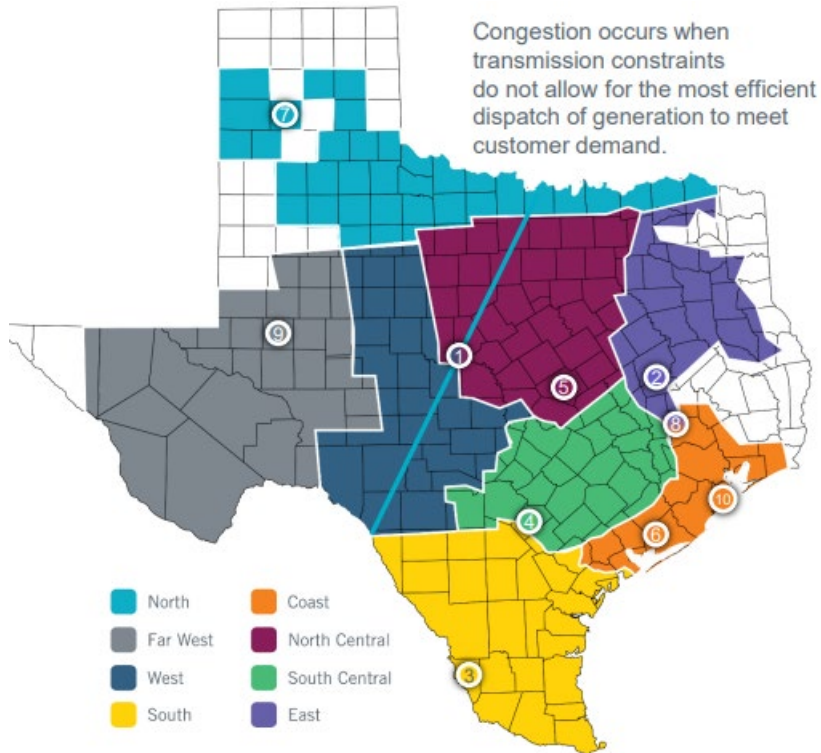 Congestion occurs when
transmission constraints
do not allow for the most efficient
dispatch of generation to meet
customer demand.
7
9
1
5
2
8
10
4
6
3
North
Far West
West
South
Coast
North Central
South Central
East